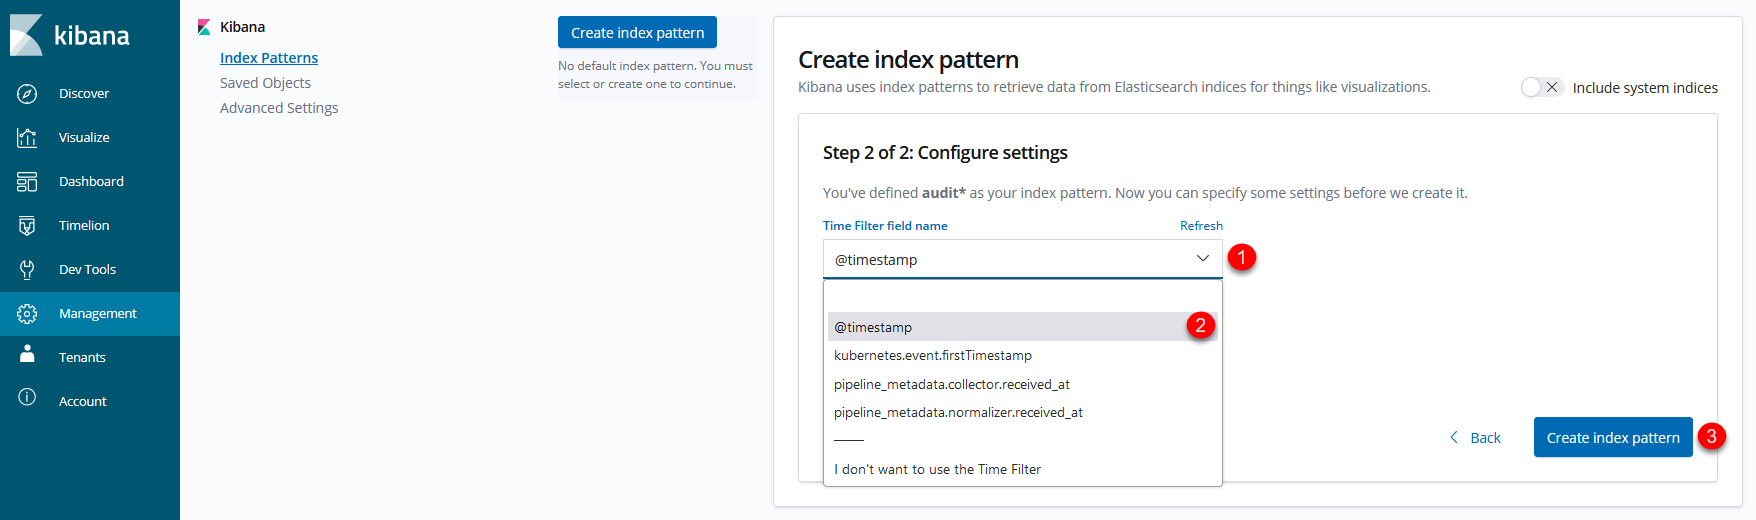 kibana
Discover
Visualize
Dashboard
Timelion
Dev Tools
Management
Tenants
Account
Kibana
Index Patterns
Saved Objects
Advanced Settings
Create index pattern
No default index pattern. You must
select or create one to continue.
Create index pattern
Kibana uses index patterns to retrieve data from Elasticsearch indices for things like visualizations.
Include system indices
Step 2 of 2: Configure settings
You've defined audit* as your index pattern. Now you can specify some settings before we create it.
Time Filter field name
Refresh
@timestamp
1
@timestamp
2
kubernetes.event.firstTimestamp
pipeline_metadata.collector.received_at
pipeline_metadata.normalizer.received_at
I don't want to use the Time Filter
Back
Create index pattern
3